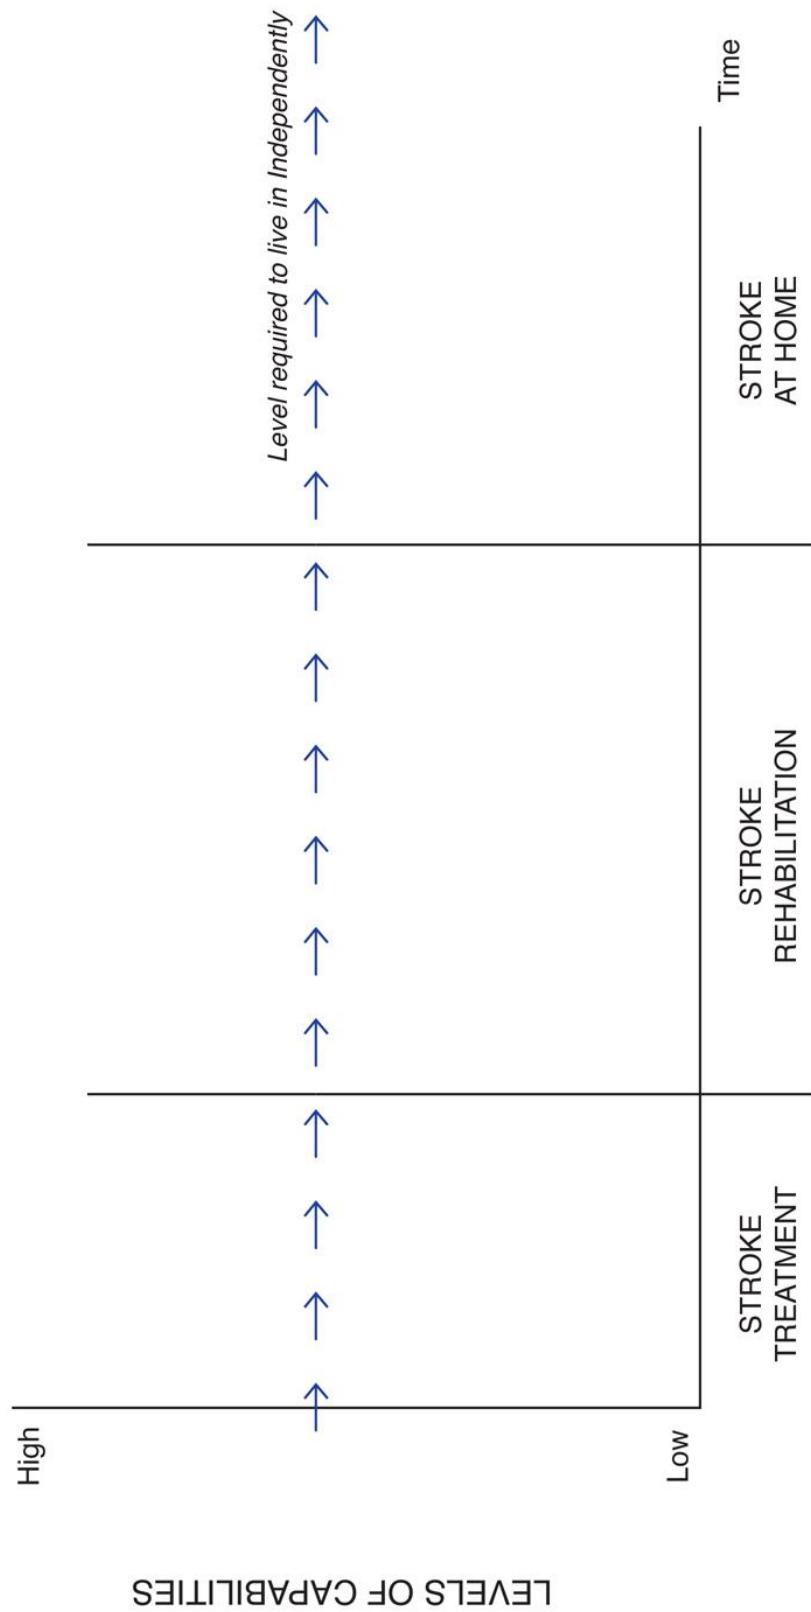 High
Level required to live in Independently
LEVELS OF CAPABILITIES
Low
Time
STROKE
TREATMENT
STROKE
REHABILITATION
STROKE
AT HOME